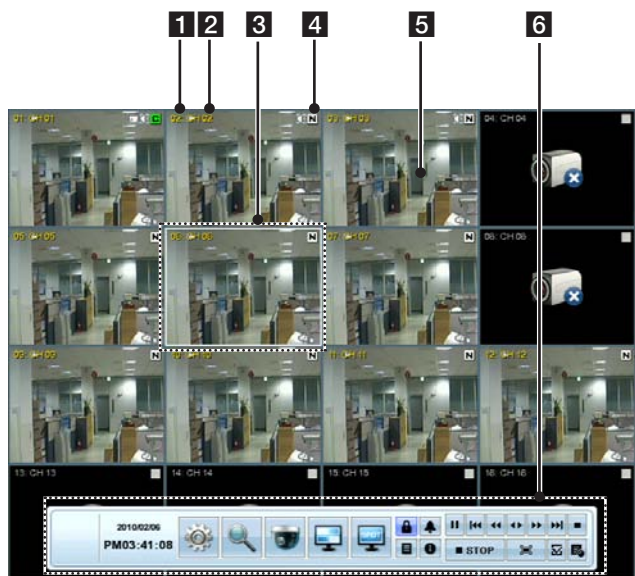 1 2 3 4 5 6
01: CH 01 C
02: CH 02 N
03: CH 03 N
04: CH 04
05: CH 05 N
06: CH 06 N
07: CH 07 N
08: CH 08
09: CH 09 N
10: CH 10 N
11: CH 11 N
12: CH 12 N
13: CH 13
14: CH 14
15: CH 15
16: CH 16
2010/02/06
PM03:41:08
SPOT
STOP